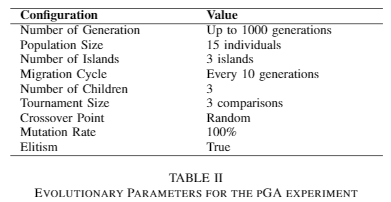 Configuration Value
Number of Generation Up to 1000 generations
Population Size 15 individuals
Number of Islands 3 islands
Migration Cycle Every 10 generations
Number of Children 3
Tournament Size 3 comparisons
Crossover Point Random
Mutation Rate 100%
Elitism True
TABLE II
EVOLUTIONARY PARAMETERS FOR THE PGA EXPERIMENT